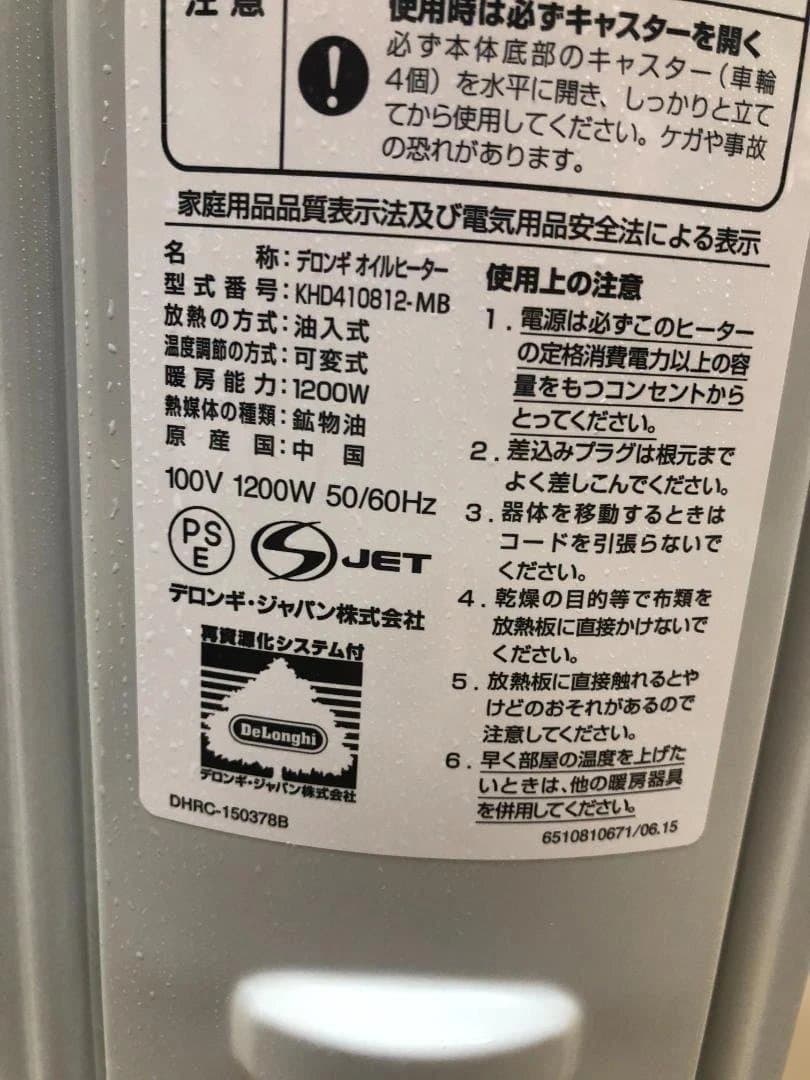 注意
使用時は必ずキャスターを開く
必ず本体底部のキャスター(車輪
4個)を水平に開き、しっかりと立て
てから使用してください。ケガや事故
の恐れがあります。
家庭用品品質表示法及び電気用品安全法による表示
名 称:デロンギ オイルヒーター
型式番号:KHD410812-MB
放熱の方式:油入式
温度調節の方式:可変式
暖房能力:1200W
熱媒体の種類:鉱物油
原産国:中国
100V 1200W 50/60Hz
PS
E
S JET
デロンギ・ジャパン株式会社
再資源化システム付
DeLonghi
デロンギ・ジャパン株式会社
DHRC-150378B
使用上の注意
1.電源は必ずこのヒーター
の定格消費電力以上の容
量をもつコンセントから
とってください。
2.差込みプラグは根元まで
よく差しこんでください。
3.器体を移動するときは
コードを引張らないで
ください。
4.乾燥の目的等で布類を
放熱板に直接かけないで
ください。
5.放熱板に直接触れるとや
けどのおそれがあるので
注意してください。
6.早く部屋の温度を上げた
いときは、他の暖房器具
を併用してください。
6510810671/06.15